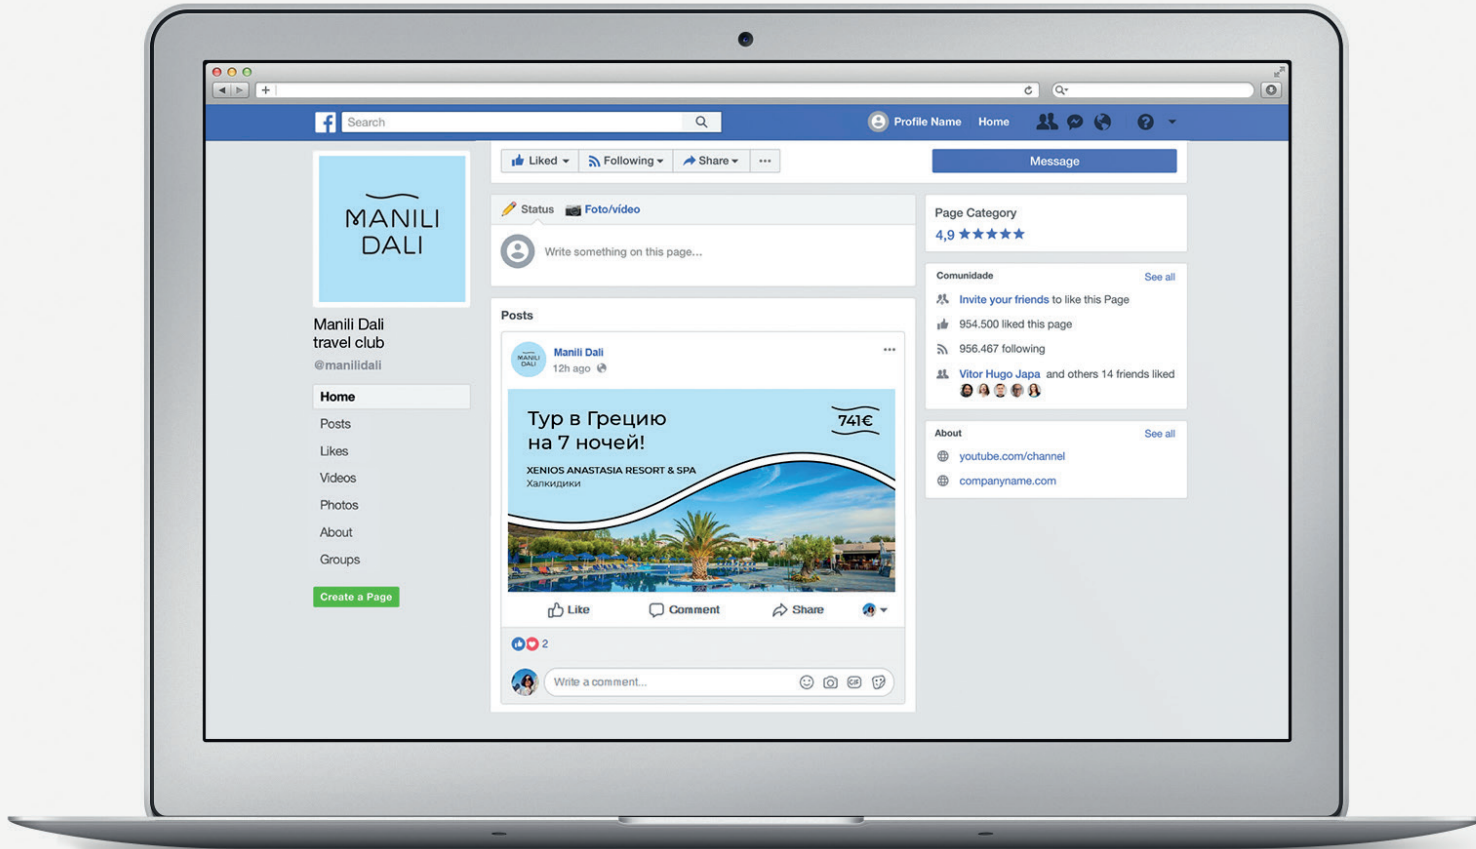 Search
Profile Name
Home
MANILI
DALI
Liked
Following
Share
Message
Manili Dali
travel club
@manilidali
Home
Posts
Likes
Videos
Photos
About
Groups
Create a Page
Status
Foto/vídeo
Write something on this page...
Posts
MANILI
DALI
Manili Dali
12h ago
Тур в Грецию
на 7 ночей!
741€
XENIOS ANASTASIA RESORT & SPA
Халкидики
Like
Comment
Share
2
Write a comment...
GIF
Page Category
4,9
Comunidade
See all
Invite your friends to like this Page
954.500 liked this page
956.467 following
Vitor Hugo Japa and others 14 friends liked
About
See all
youtube.com/channel
companyname.com